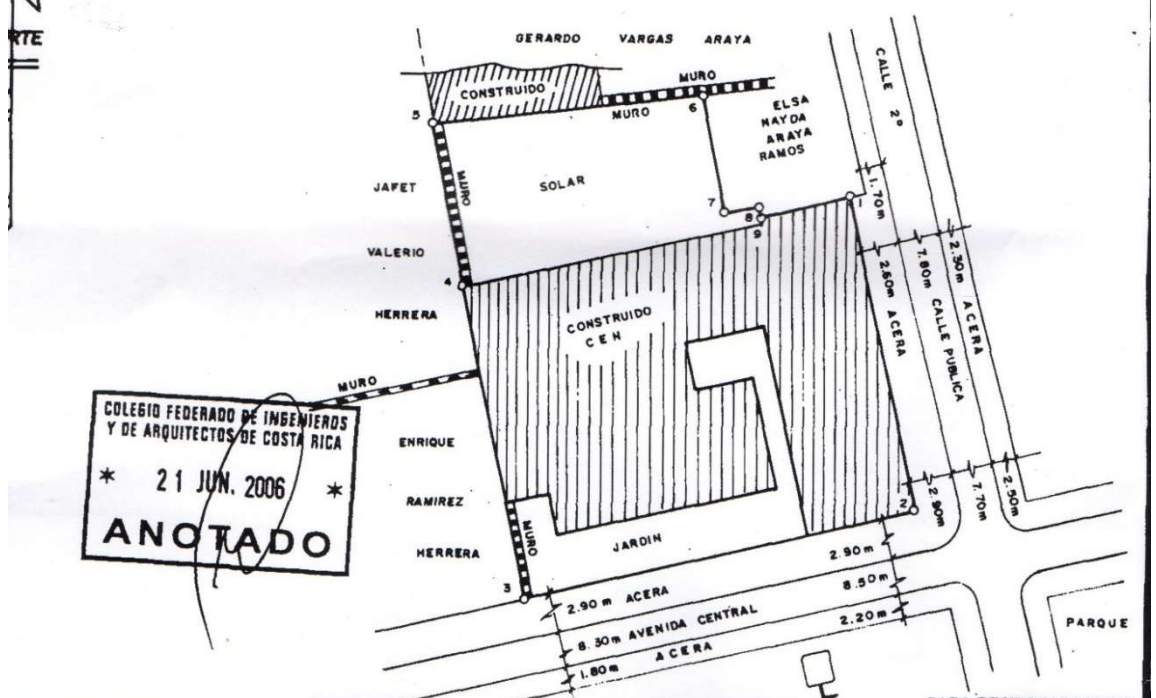 RTE
GERARDO VARGAS ARAYA
CONSTRUIDO
MURO
MURO
5
6
ELSA
NAYDA
ARAYA
RAMOS
CALLE 2ª
1.70m
JAFET
VALERIO
HERRERA
MURO
SOLAR
7
8
9
1
4
2.60m ACERA
7.80m CALLE PUBLICA
2.30m ACERA
CONSTRUIDO
CEN
MURO
ENRIQUE
RAMIREZ
HERRERA
MURO
JARDIN
3
2
2.90m
7.70m
2.50m
2.90 m ACERA
2.90m
8.30m AVENIDA CENTRAL
8.50m
1.80m ACERA
2.20m
PARQUE
COLEGIO FEDERADO DE INGENIEROS
Y DE ARQUITECTOS DE COSTA RICA
* 21 JUN. 2006 *
ANOTADO